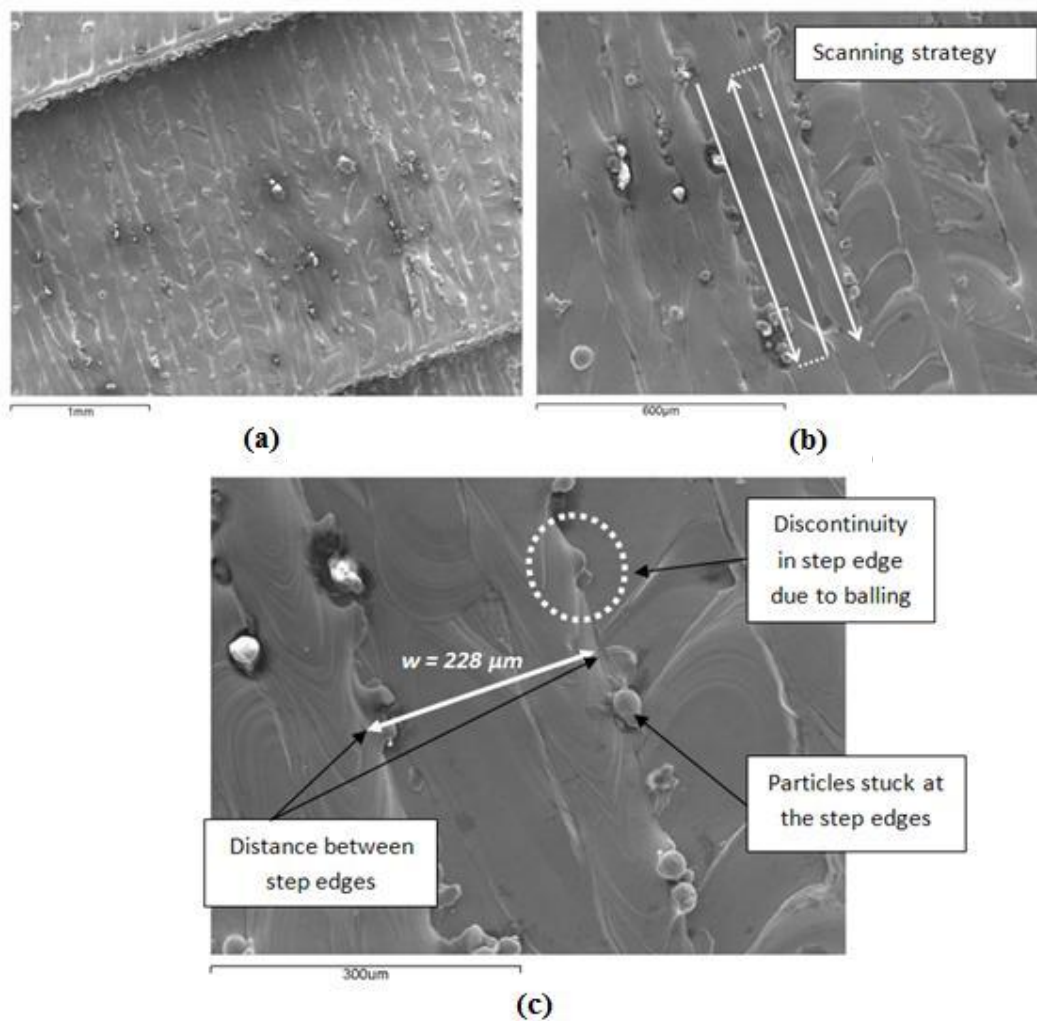 Scanning strategy
1mm
600µm
(a)
(b)
Discontinuity
in step edge
due to balling
w = 228 µm
Particles stuck at
the step edges
Distance between
step edges
300µm
(c)